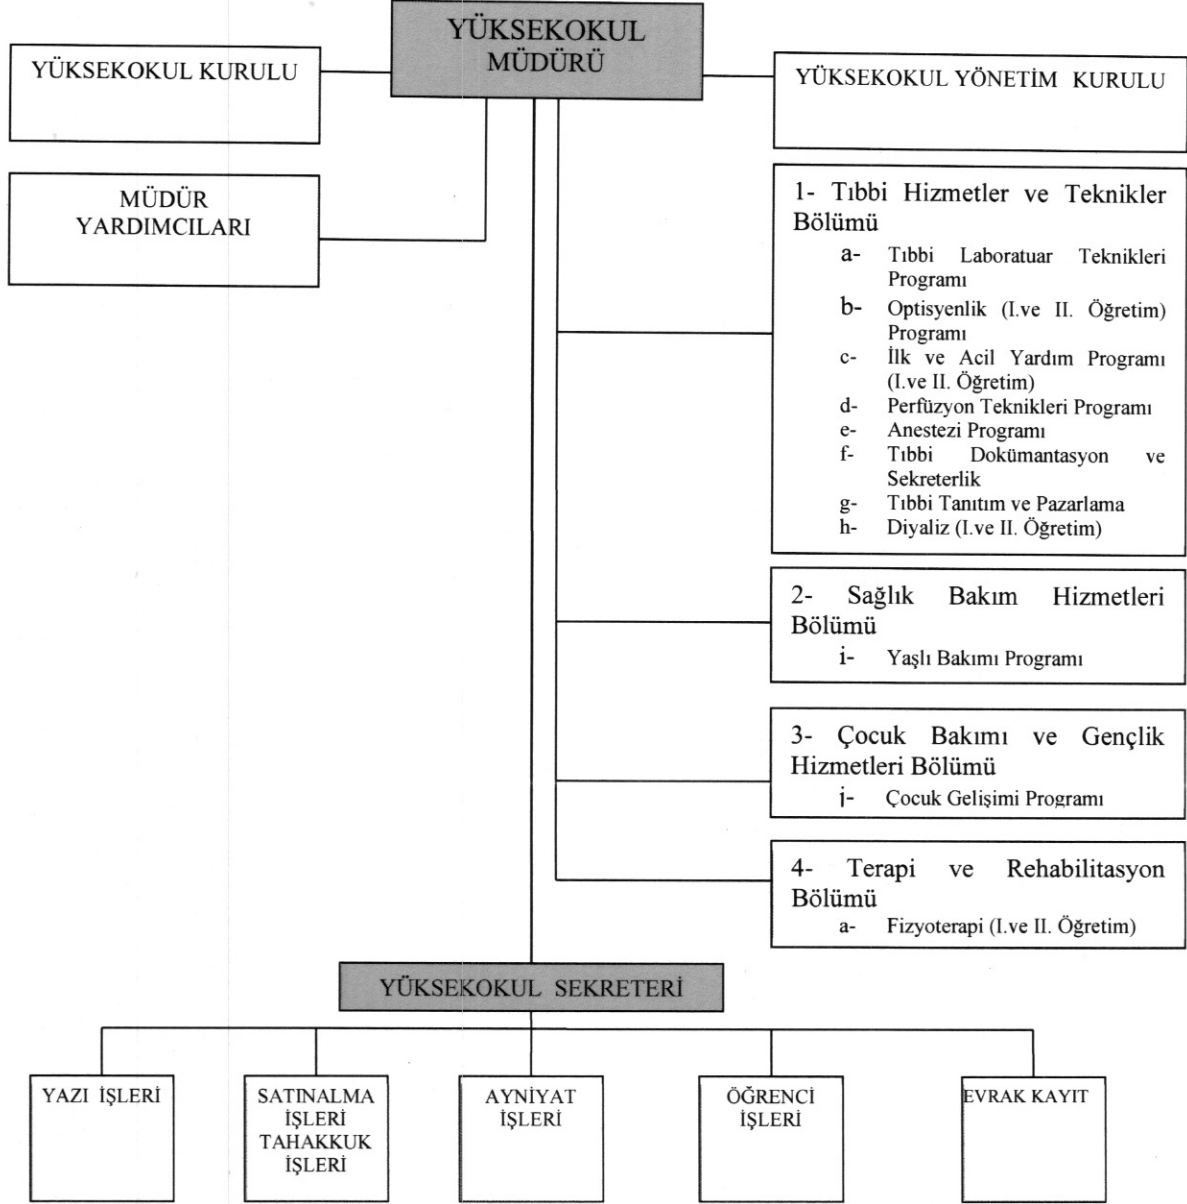 YÜKSEKOKUL
MÜDÜRÜ
YÜKSEKOKUL KURULU
YÜKSEKOKUL YÖNETİM KURULU
MÜDÜR
YARDIMCILARI
1- Tıbbi Hizmetler ve Teknikler
Bölümü
a- Tıbbi Laboratuar Teknikleri
Programı
b- Optisyenlik (I.ve II. Öğretim)
Programı
c- İlk ve Acil Yardım Programı
(I.ve II. Öğretim)
d- Perfüzyon Teknikleri Programı
e- Anestezi Programı
f- Tıbbi Dokümantasyon ve
Sekreterlik
g- Tıbbi Tanıtım ve Pazarlama
h- Diyaliz (I.ve II. Öğretim)
2- Sağlık Bakım Hizmetleri
Bölümü
i- Yaşlı Bakımı Programı
3- Çocuk Bakımı ve Gençlik
Hizmetleri Bölümü
j- Çocuk Gelişimi Programı
4- Terapi ve Rehabilitasyon
Bölümü
a- Fizyoterapi (I.ve II. Öğretim)
YÜKSEKOKUL SEKRETERİ
YAZI İŞLERİ
SATINALMA
İŞLERİ
TAHAKKUK
İŞLERİ
AYNİYAT
İŞLERİ
ÖĞRENCİ
İŞLERİ
EVRAK KAYIT